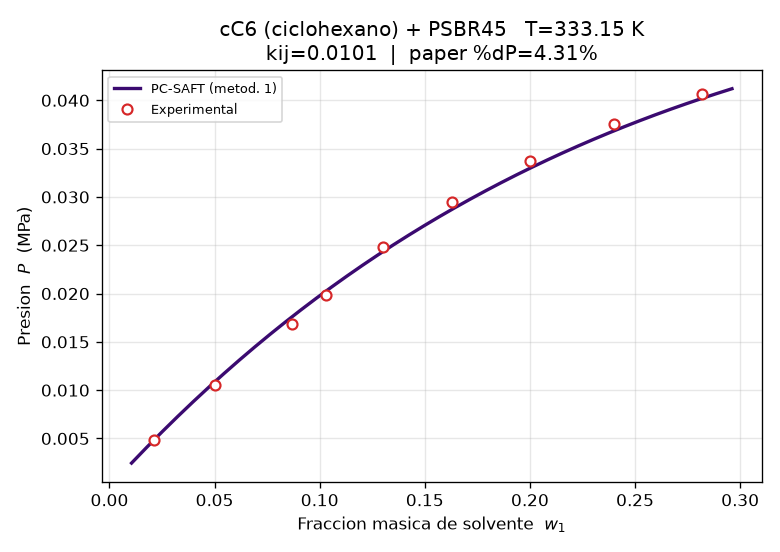 cC6 (ciclohexano) + PSBR45 T=333.15 K
kij=0.0101 | paper %dP=4.31%
PC-SAFT (metod. 1)
Experimental
Presion P (MPa)
0.040
0.035
0.030
0.025
0.020
0.015
0.010
0.005
0.00 0.05 0.10 0.15 0.20 0.25 0.30
Fraccion masica de solvente w₁